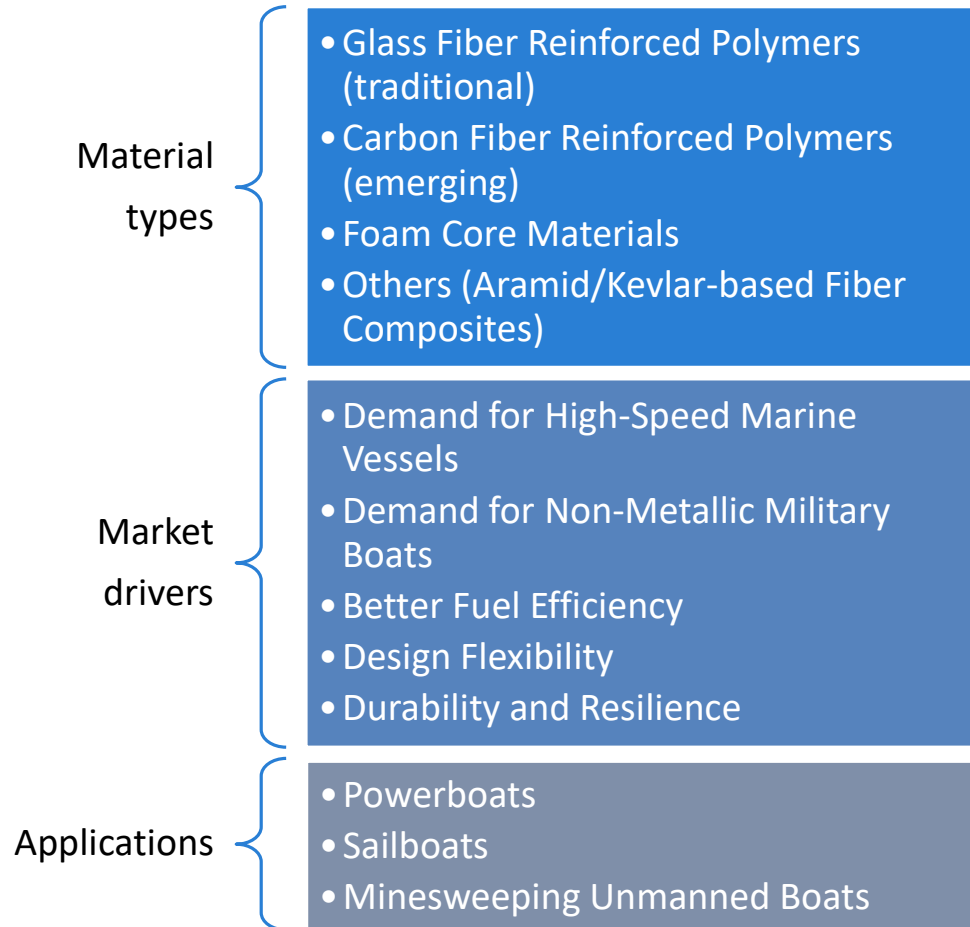 Material
types
• Glass Fiber Reinforced Polymers
(traditional)
• Carbon Fiber Reinforced Polymers
(emerging)
• Foam Core Materials
• Others (Aramid/Kevlar-based Fiber
Composites)
Market
drivers
• Demand for High-Speed Marine
Vessels
• Demand for Non-Metallic Military
Boats
• Better Fuel Efficiency
• Design Flexibility
• Durability and Resilience
Applications
• Powerboats
• Sailboats
• Minesweeping Unmanned Boats